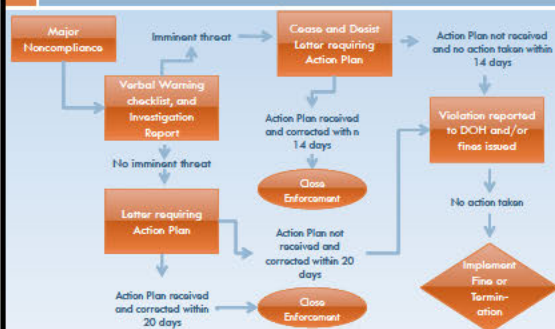 Major
Noncompliance
Imminent threat
Cease and Desist
Letter requiring
Action Plan
Action Plan not received
and no action taken within
14 days
Verbal Warning
checklist, and
Investigation
Report
Action Plan received
and corrected within
14 days
Violation reported
to DOH and/or
fines issued
No imminent threat
Close
Enforcement
Letter requiring
Action Plan
Action Plan not
received and
corrected within 20
days
No action taken
Action Plan received
and corrected within
20 days
Close
Enforcement
Implement
Fine or
Termin-
ation